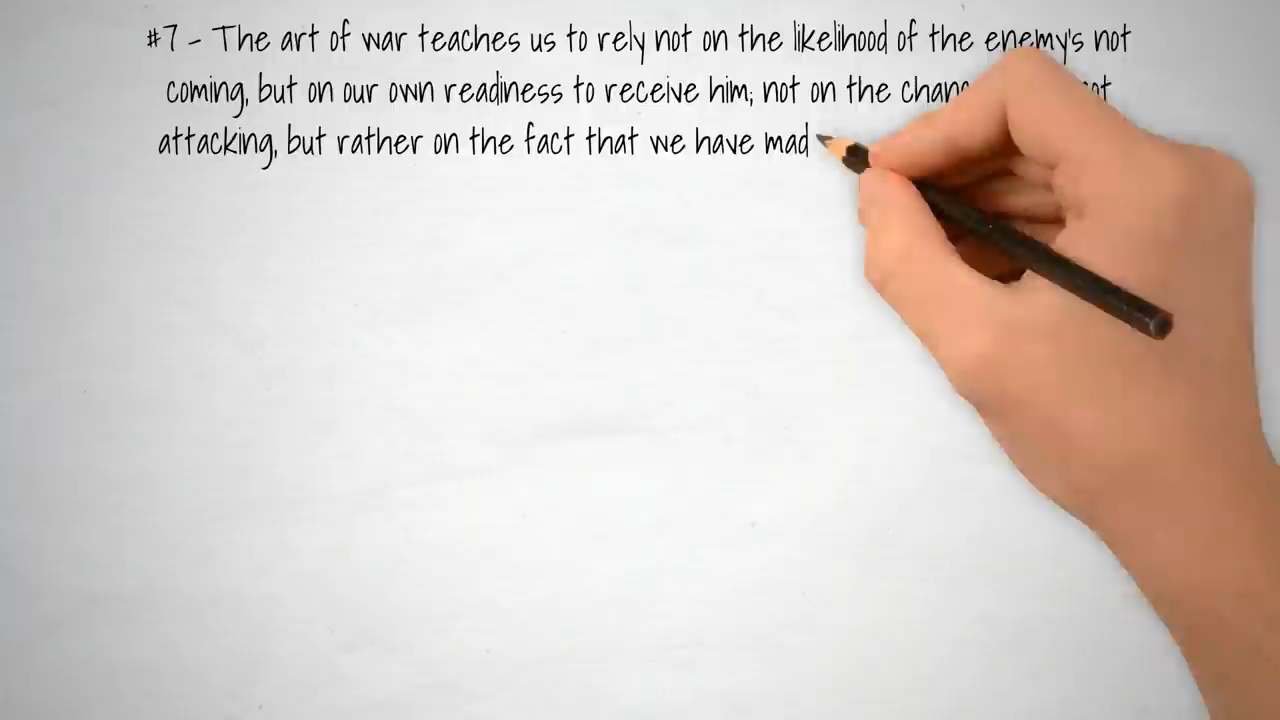 #7 - The art of war teaches us to rely not on the likelihood of the enemy's not
coming, but on our own readiness to receive him; not on the
attacking, but rather on the fact that we have mad